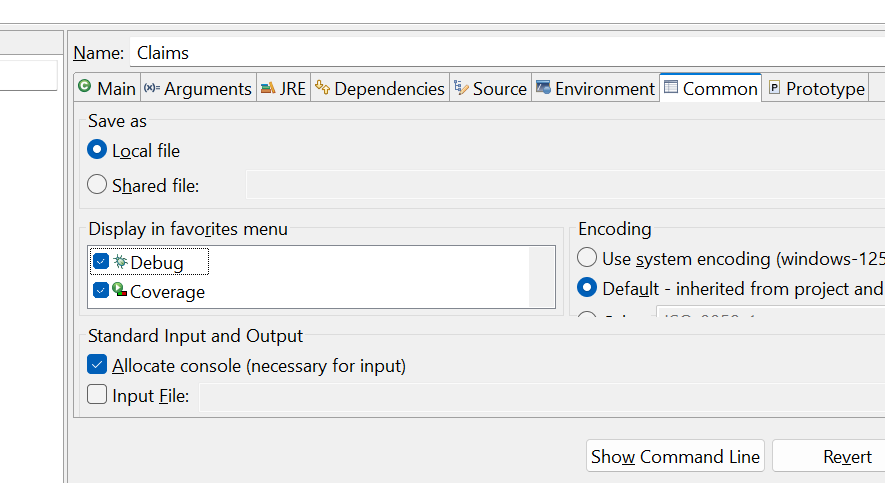 Name: Claims
Main (x)= Arguments JRE Dependencies Source Environment Common P Prototype
Save as
Local file
Shared file:
Display in favorites menu
Debug
Coverage
Encoding
Use system encoding (windows-125
Default - inherited from project and
Standard Input and Output
Allocate console (necessary for input)
Input File:
Show Command Line Revert